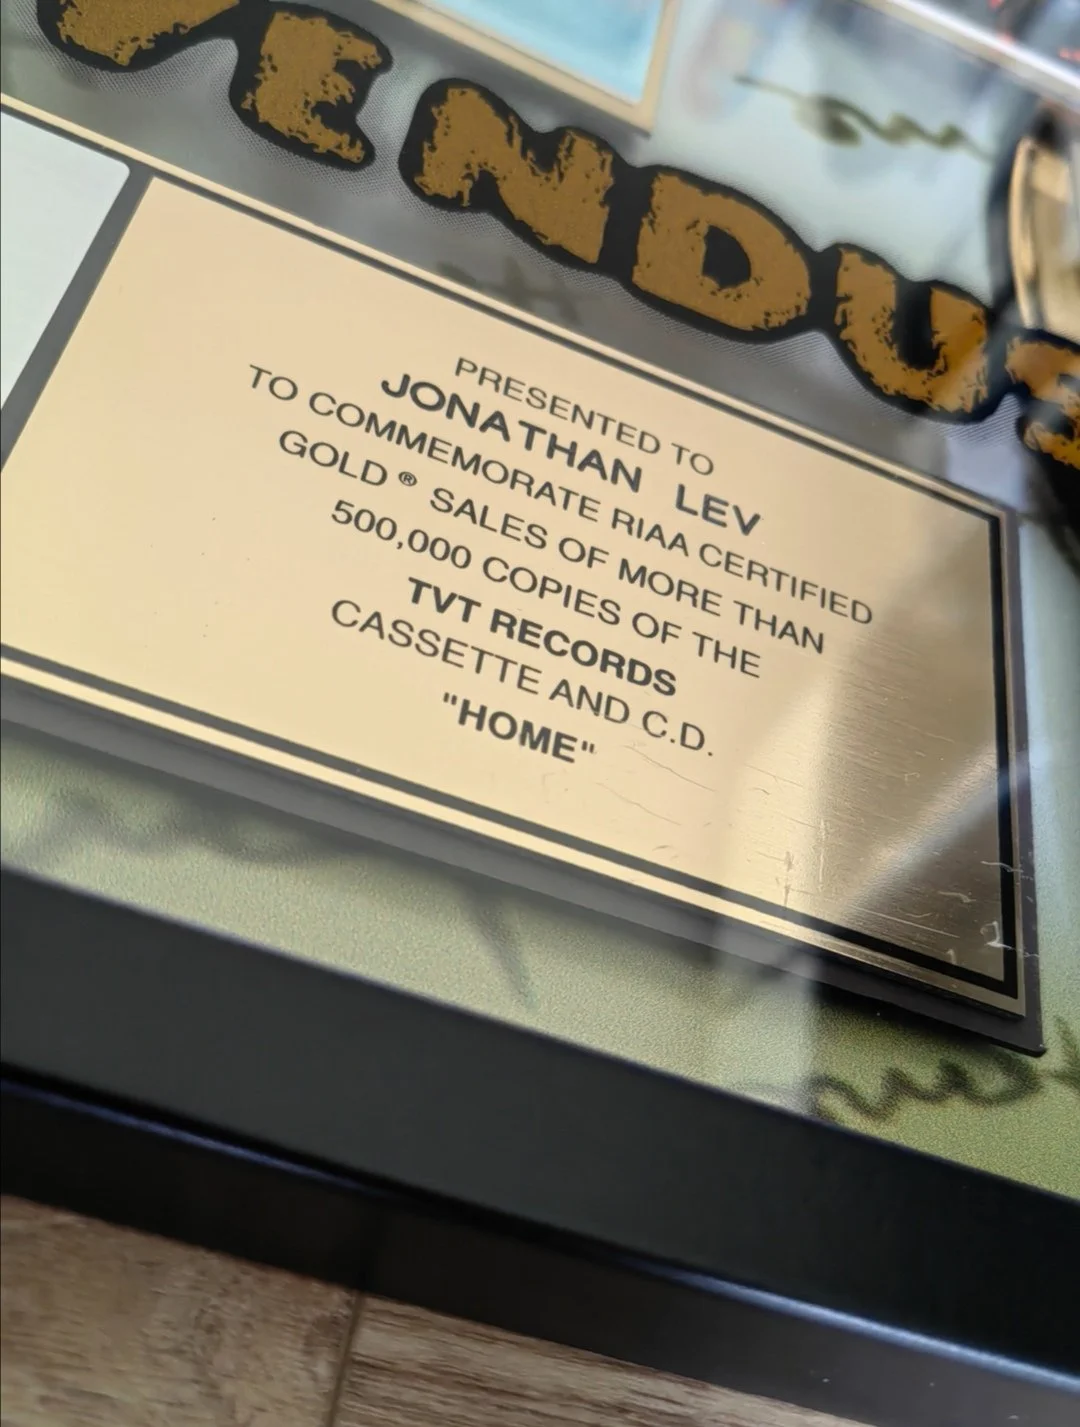 VENDUS
PRESENTED TO
JONATHAN LEV
TO COMMEMORATE RIAA CERTIFIED
GOLD ® SALES OF MORE THAN
500,000 COPIES OF THE
TVT RECORDS
CASSETTE AND C.D.
"HOME"